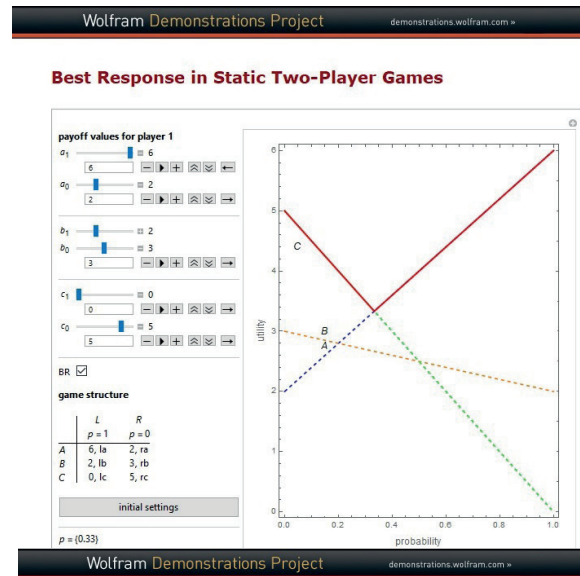 Wolfram Demonstrations Project demonstrations.wolfram.com »
Best Response in Static Two-Player Games
payoff values for player 1
a1 6
6
a0 2
2
b1 2
b0 3
3
c1 0
0
c0 5
5
BR
game structure
L R
p = 1 p = 0
A 6, la 2, ra
B 2, lb 3, rb
C 0, lc 5, rc
initial settings
p = {0.33}
6
5
C
4
utility
3
B
A
2
1
0
0.0 0.2 0.4 0.6 0.8 1.0
probability
Wolfram Demonstrations Project demonstrations.wolfram.com »